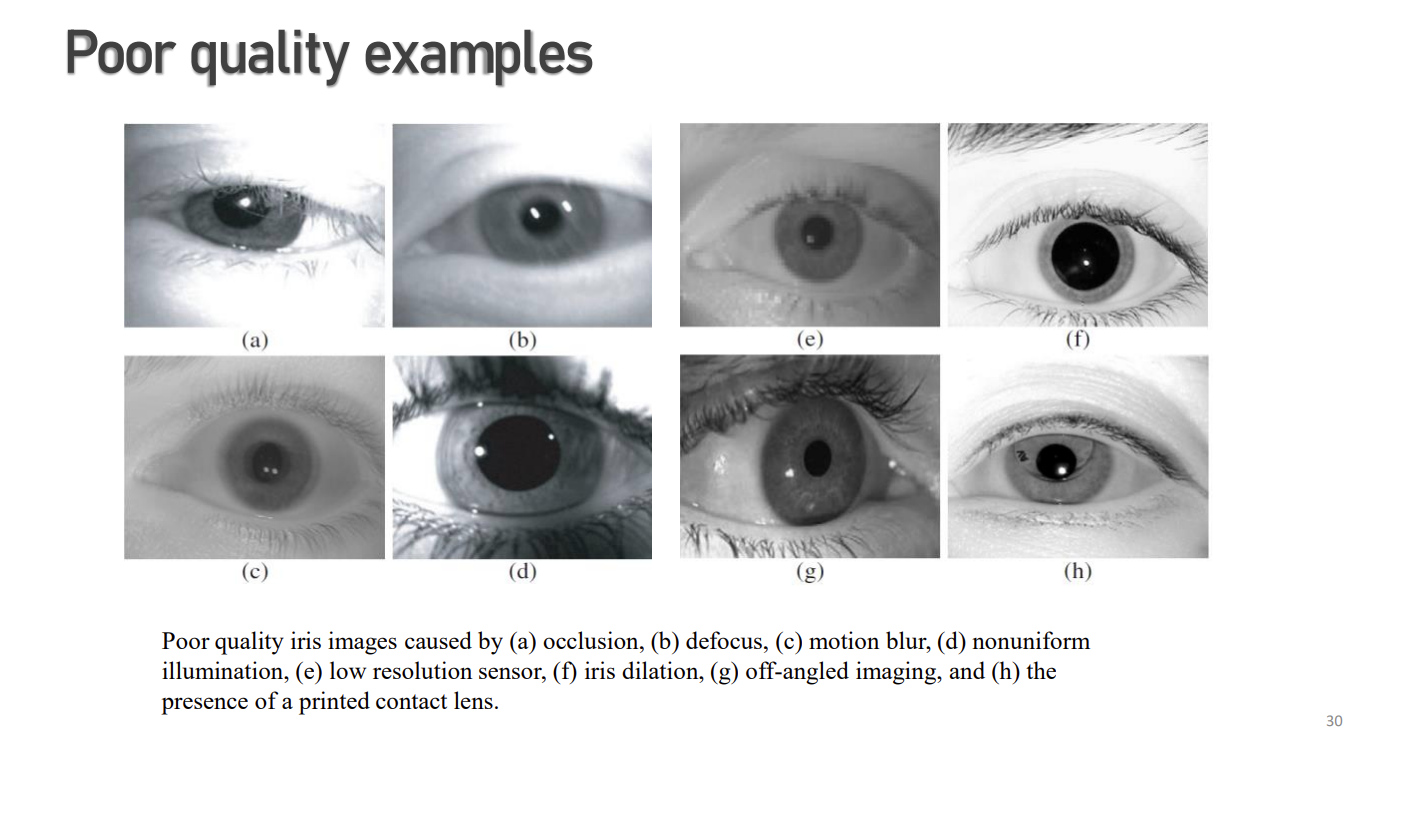 Poor quality examples
(a)
(b)
(e)
(f)
(c)
(d)
(g)
(h)
Poor quality iris images caused by (a) occlusion, (b) defocus, (c) motion blur, (d) nonuniform
illumination, (e) low resolution sensor, (f) iris dilation, (g) off-angled imaging, and (h) the
presence of a printed contact lens.
30